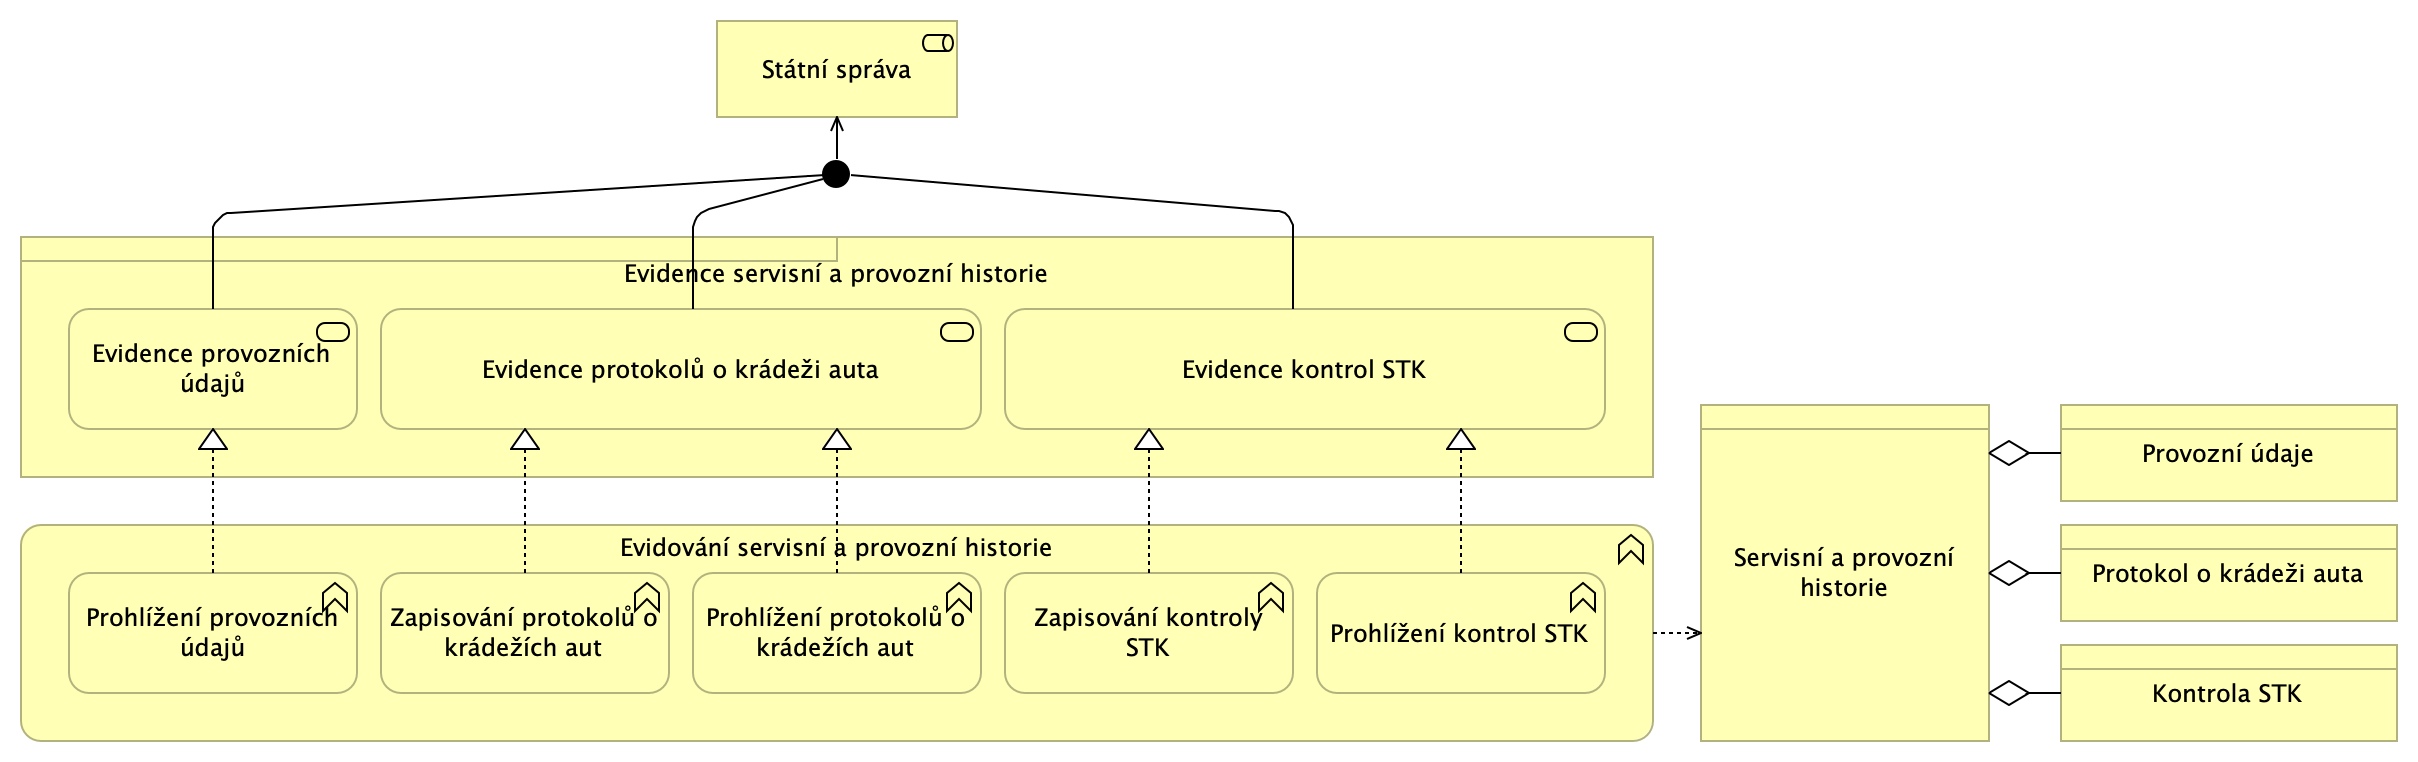 Státní správa
Evidence servisní a provozní historie
Evidence provozních
údajů
Evidence protokolů o krádeži auta
Evidence kontrol STK
Evidování servisní a provozní historie
Prohlížení provozních
údajů
Zapisování protokolů o
krádežích aut
Prohlížení protokolů o
krádežích aut
Zapisování kontroly
STK
Prohlížení kontrol STK
Servisní a provozní
historie
Provozní údaje
Protokol o krádeži auta
Kontrola STK